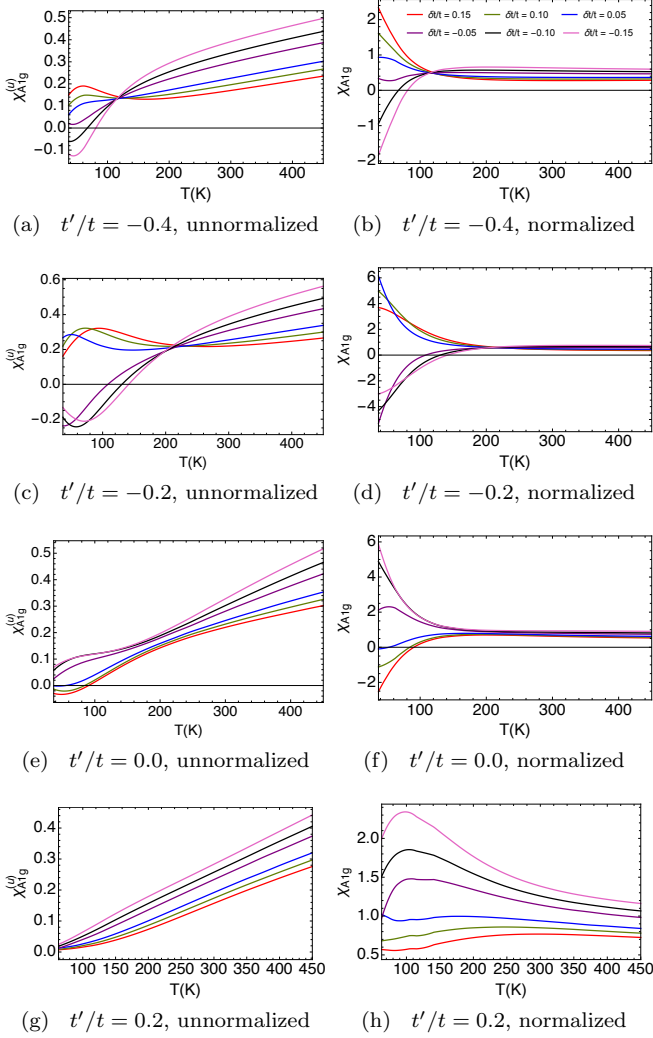 0.5
0.4
0.3
0.2
0.1
0.0
-0.1
χ(u)A1g
100 200 300 400
T(K)
(a) t′/t = −0.4, unnormalized
δt/t = 0.15 δt/t = 0.10 δt/t = 0.05
δt/t = −0.05 δt/t = −0.10 δt/t = −0.15
2
1
0
-1
-2
χA1g
100 200 300 400
T(K)
(b) t′/t = −0.4, normalized
0.6
0.4
0.2
0.0
-0.2
χ(u)A1g
100 200 300 400
T(K)
(c) t′/t = −0.2, unnormalized
6
4
2
0
-2
-4
χA1g
100 200 300 400
T(K)
(d) t′/t = −0.2, normalized
0.5
0.4
0.3
0.2
0.1
0.0
χ(u)A1g
100 200 300 400
T(K)
(e) t′/t = 0.0, unnormalized
6
4
2
0
-2
χA1g
100 200 300 400
T(K)
(f) t′/t = 0.0, normalized
0.4
0.3
0.2
0.1
0.0
χ(u)A1g
100 150 200 250 300 350 400 450
T(K)
(g) t′/t = 0.2, unnormalized
2.0
1.5
1.0
0.5
χA1g
100 150 200 250 300 350 400 450
T(K)
(h) t′/t = 0.2, normalized